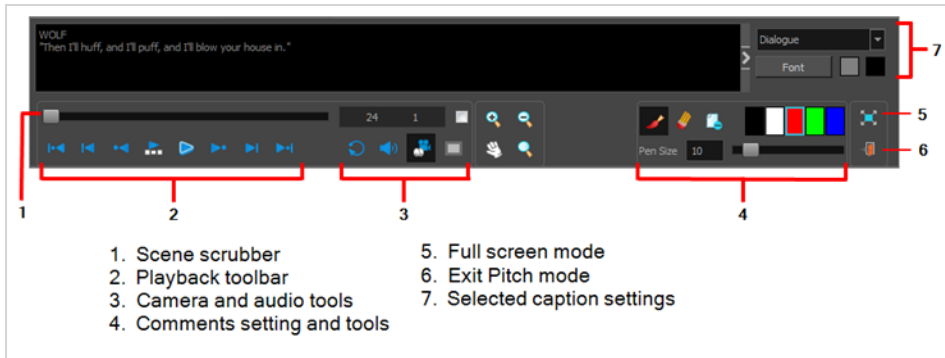 WOLF
"Then I'll huff, and I'll puff, and I'll blow your house in."
Dialogue
Font
7
24 1
5
Pen Size 10
6
1
2
3
4
1. Scene scrubber
2. Playback toolbar
3. Camera and audio tools
4. Comments setting and tools
5. Full screen mode
6. Exit Pitch mode
7. Selected caption settings